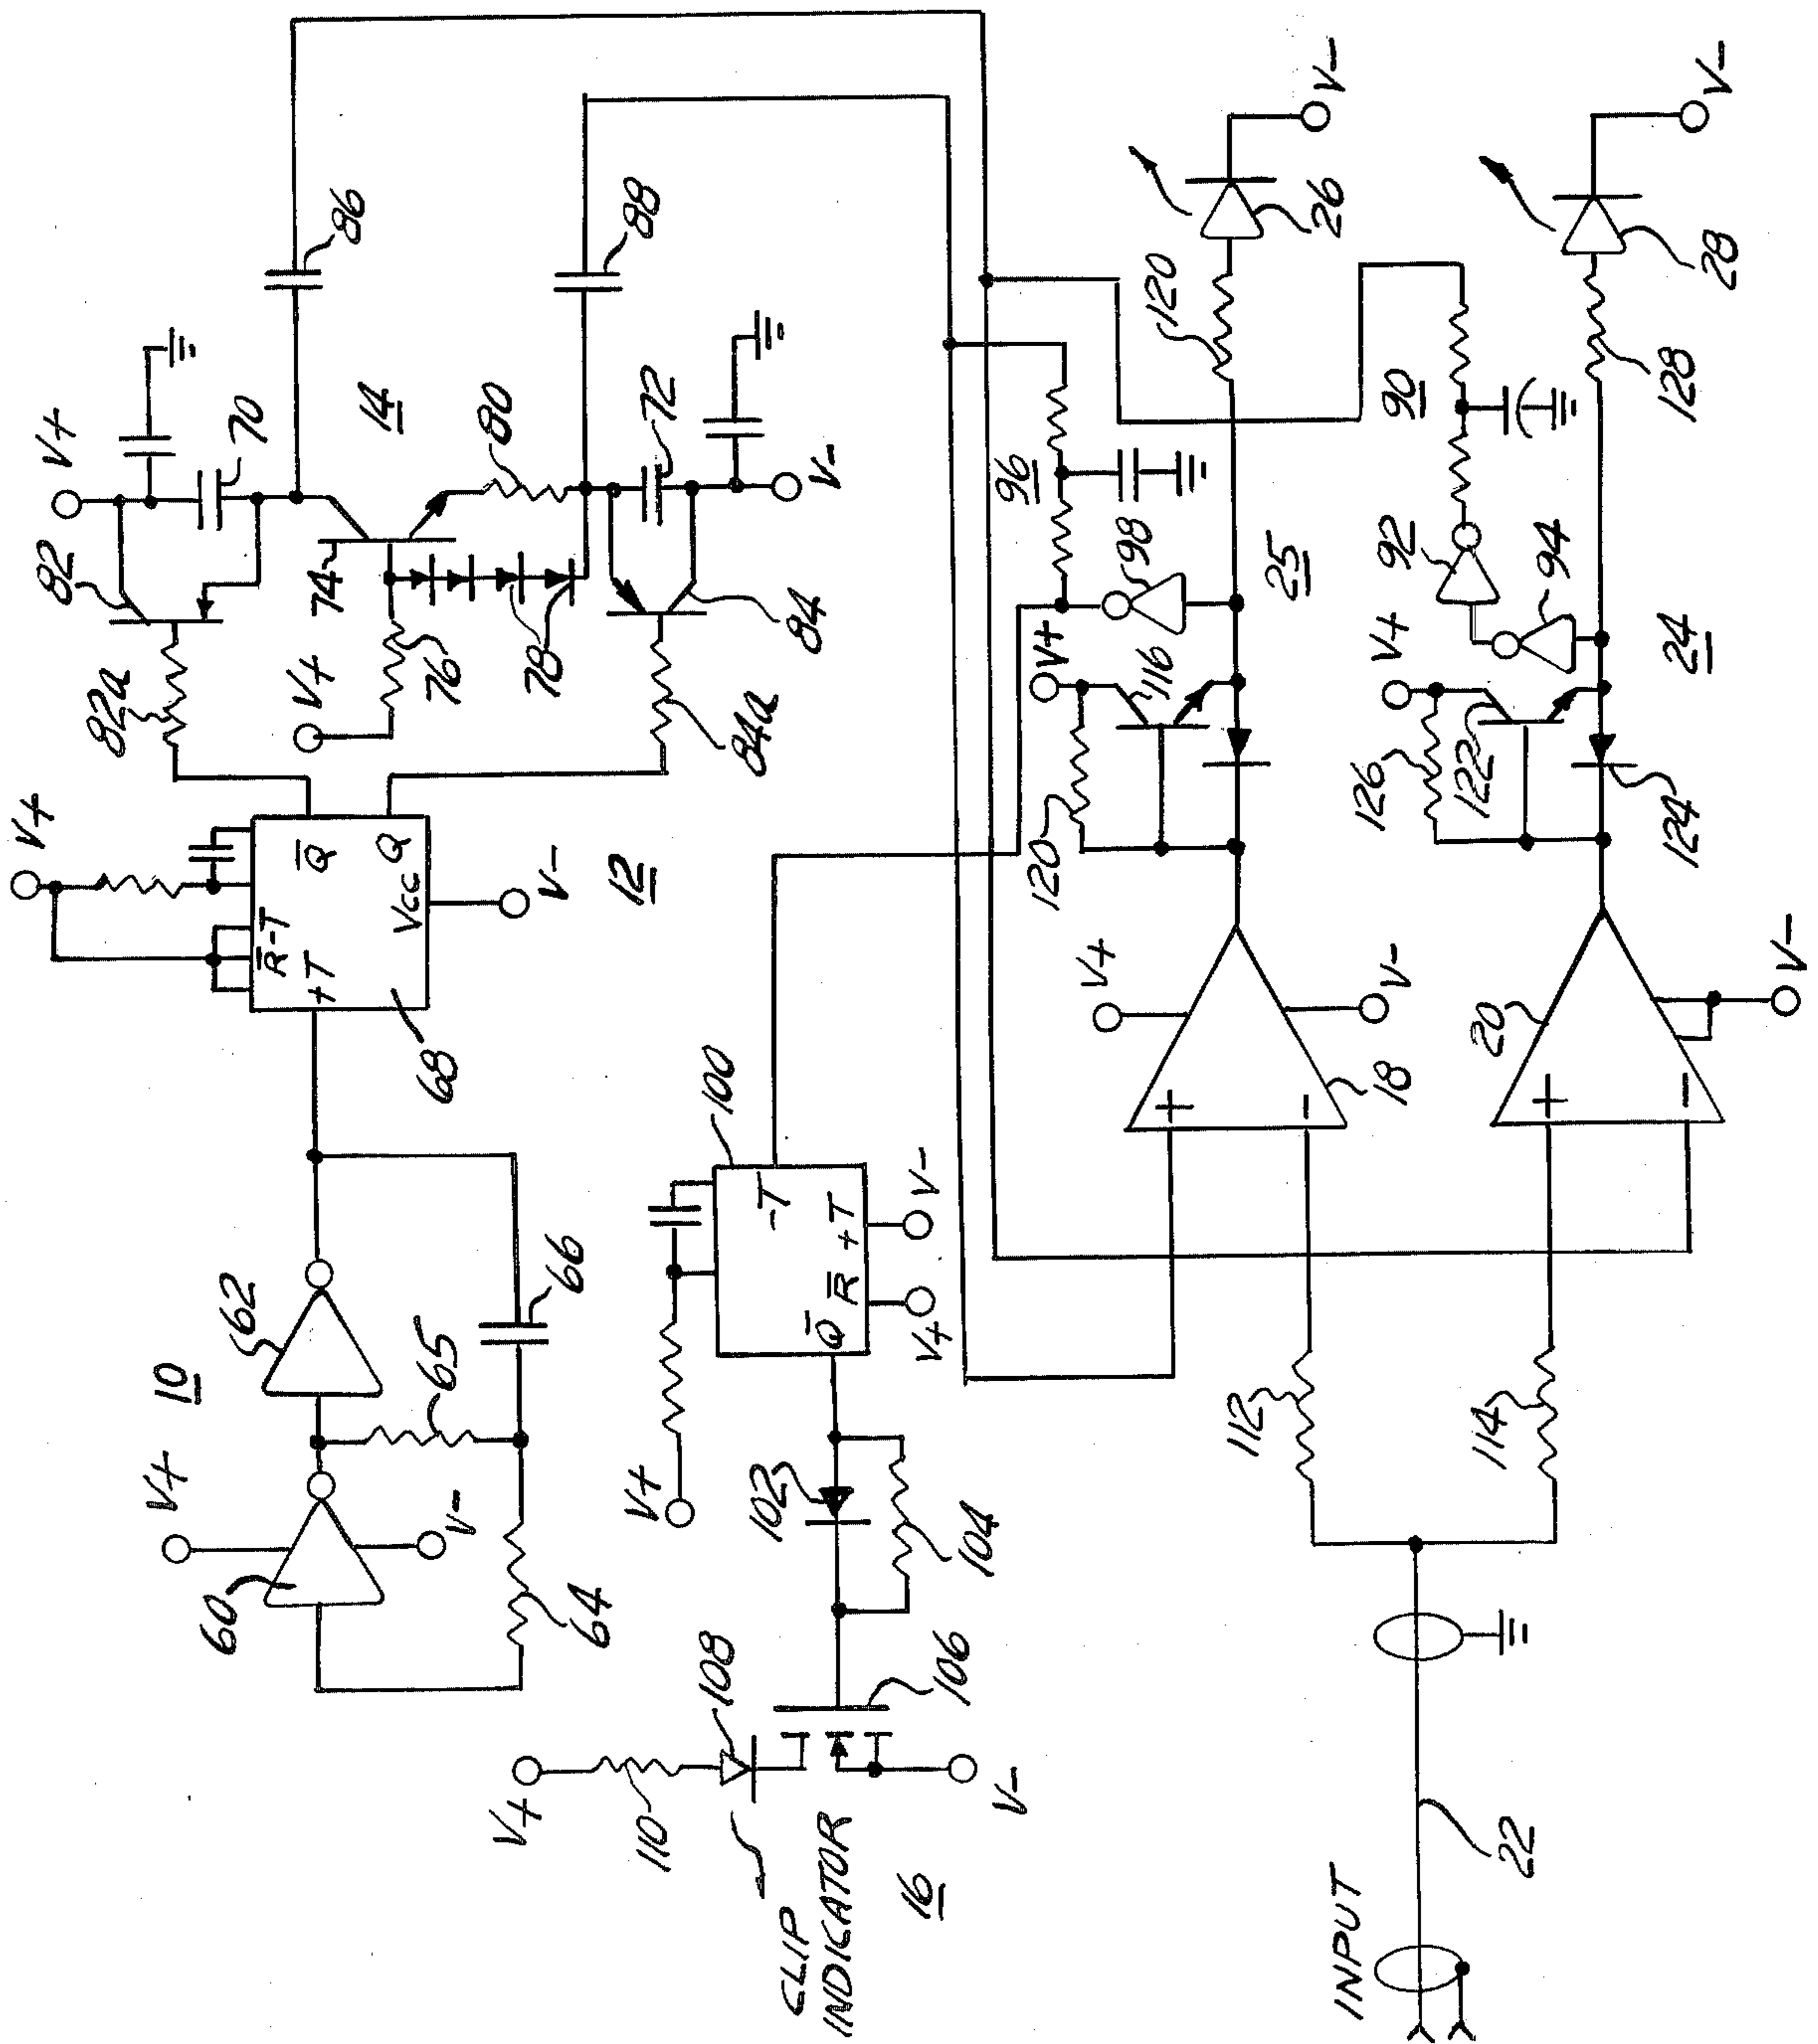 V+
86
V+
70
82
14
82a
74
V+
76
80
78
88
72
V-
84
84a
V+
Q̅
R̅-T
+T
Q
Vcc
V-
12
68
10
62
V+
60
V-
65
66
64
100
-T
Q̅
R̅
+T
V-
V+
V+
102
104
106
108
110
V+
V-
CLIP
INDICATOR
16
96
98
V+
116
120
25
120
26
V-
V+
V-
18
90
92
94
V+
126
122
124
24
128
28
V-
20
V-
112
114
22
INPUT